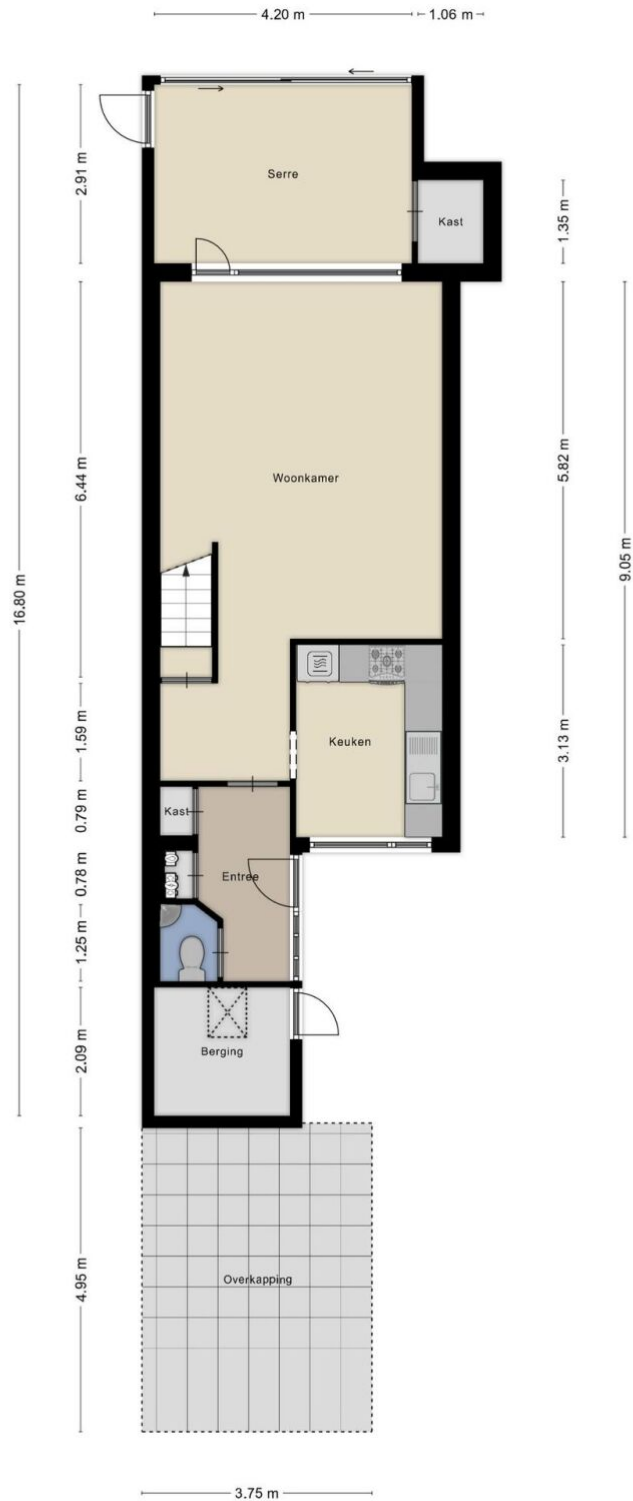 4.20 m
1.06 m
2.91 m
Serre
Kast
1.35 m
6.44 m
Woonkamer
5.82 m
9.05 m
16.80 m
1.59 m
Keuken
3.13 m
0.79 m
Kast
0.78 m
Entree
1.25 m
2.09 m
Berging
4.95 m
Overkapping
3.75 m